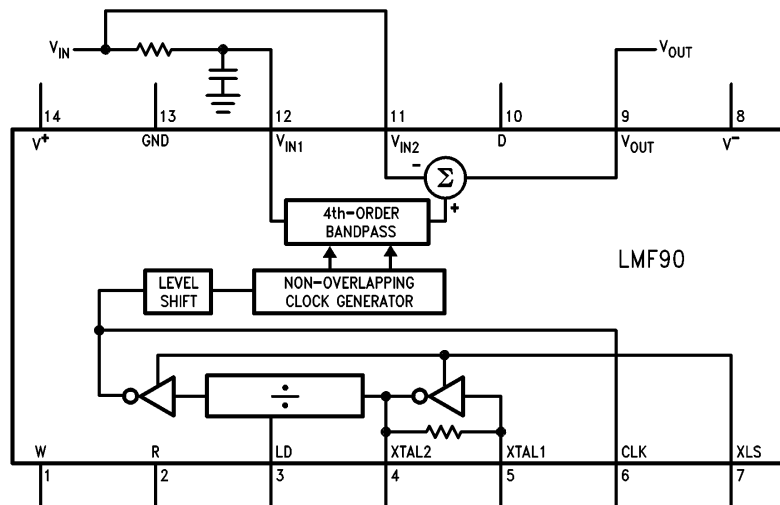 V_IN
V_OUT
14 13 12 11 10 9 8
V+ GND V_IN1 V_IN2 D V_OUT V-
- Σ +
4th-ORDER
BANDPASS
LMF90
LEVEL
SHIFT
NON-OVERLAPPING
CLOCK GENERATOR
÷
W R LD XTAL2 XTAL1 CLK XLS
1 2 3 4 5 6 7